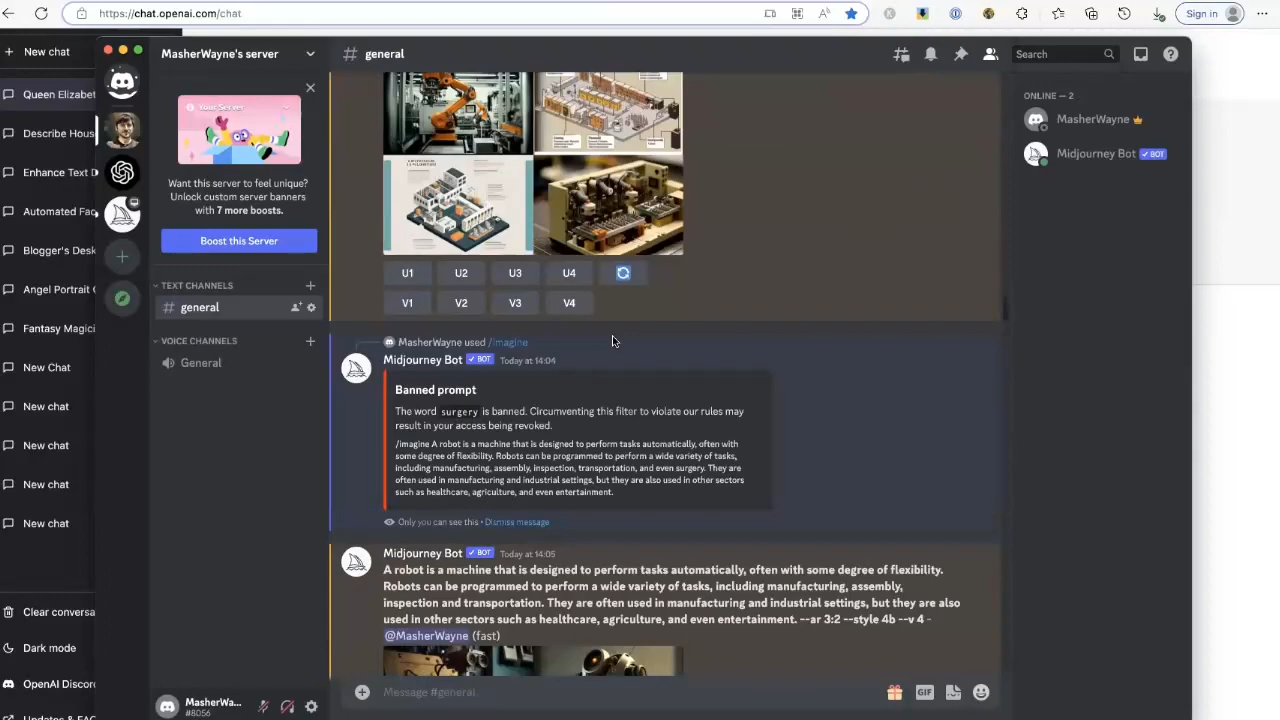 https://chat.openai.com/chat
Sign in
New chat
Queen Elizabet
Describe Hous
Enhance Text D
Automated Fac
Blogger's Desk
Angel Portrait C
Fantasy Magici
New Chat
New chat
New chat
New chat
New chat
Clear conversa
Dark mode
OpenAI Discord
Updates & FAQ
MasherWayne's server
Your Server
Want this server to feel unique?
Unlock custom server banners
with 7 more boosts.
Boost this Server
TEXT CHANNELS
general
VOICE CHANNELS
General
MasherWa...
#8056
# general
Search
U1 U2 U3 U4
V1 V2 V3 V4
MasherWayne used /imagine
Midjourney Bot ✓ BOT Today at 14:04
Banned prompt
The word surgery is banned. Circumventing this filter to violate our rules may
result in your access being revoked.
/imagine A robot is a machine that is designed to perform tasks automatically, often with
some degree of flexibility. Robots can be programmed to perform a wide variety of tasks,
including manufacturing, assembly, inspection, transportation, and even surgery. They are
often used in manufacturing and industrial settings, but they are also used in other sectors
such as healthcare, agriculture, and even entertainment.
Only you can see this • Dismiss message
Midjourney Bot ✓ BOT Today at 14:05
A robot is a machine that is designed to perform tasks automatically, often with some degree of flexibility.
Robots can be programmed to perform a wide variety of tasks, including manufacturing, assembly,
inspection and transportation. They are often used in manufacturing and industrial settings, but they are also
used in other sectors such as healthcare, agriculture, and even entertainment. --ar 3:2 --style 4b --v 4 -
@MasherWayne (fast)
Message #general
GIF
ONLINE — 2
MasherWayne
Midjourney Bot ✓ BOT